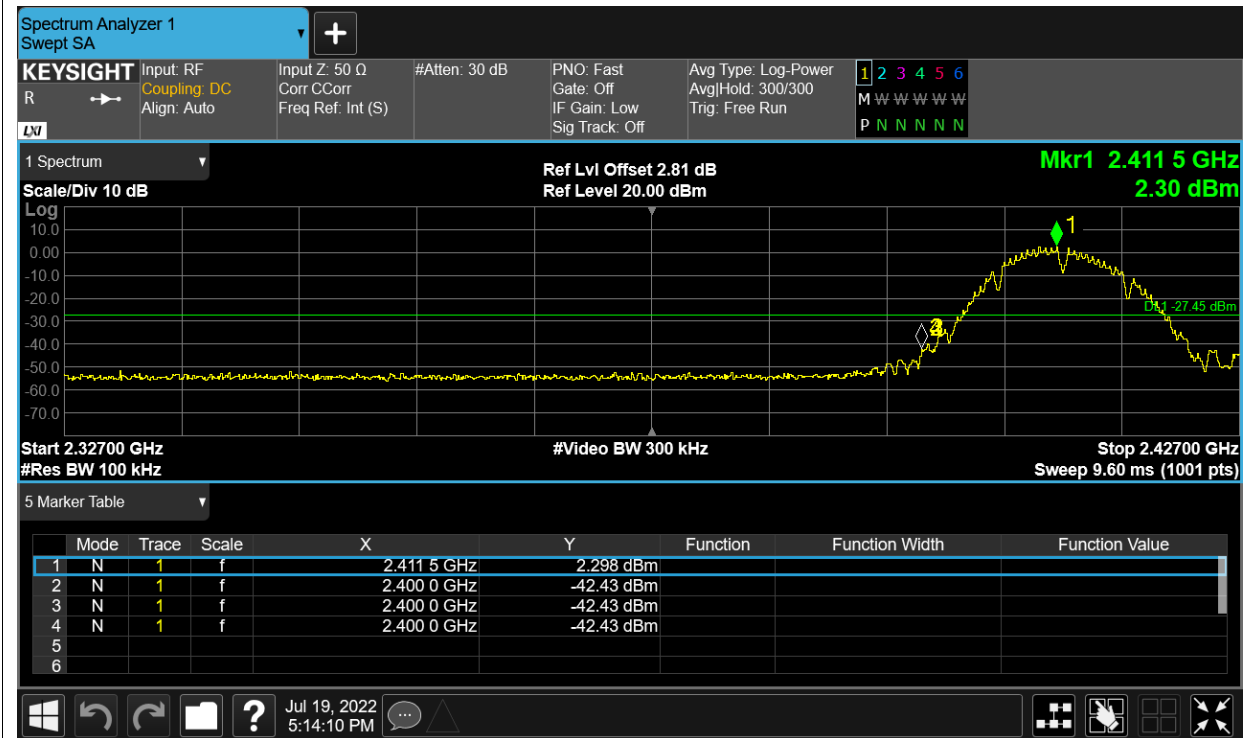 Spectrum Analyzer 1
Swept SA
+
KEYSIGHT Input: RF Input Z: 50 Ω #Atten: 30 dB PNO: Fast Avg Type: Log-Power 1 2 3 4 5 6
R Coupling: DC Corr CCorr Gate: Off Avg|Hold: 300/300 M W W W W W
Align: Auto Freq Ref: Int (S) IF Gain: Low Trig: Free Run
LXI Sig Track: Off P N N N N N
1 Spectrum
Ref Lvl Offset 2.81 dB Mkr1 2.411 5 GHz
Scale/Div 10 dB Ref Level 20.00 dBm 2.30 dBm
Log
1
10.0
0.00
-10.0
-20.0
DL1 -27.45 dBm
-30.0
-40.0
-50.0
-60.0
-70.0
Start 2.32700 GHz #Video BW 300 kHz Stop 2.42700 GHz
#Res BW 100 kHz Sweep 9.60 ms (1001 pts)
5 Marker Table
Mode Trace Scale X Y Function Function Width Function Value
1 N 1 f 2.411 5 GHz 2.298 dBm
2 N 1 f 2.400 0 GHz -42.43 dBm
3 N 1 f 2.400 0 GHz -42.43 dBm
4 N 1 f 2.400 0 GHz -42.43 dBm
5
6
? Jul 19, 2022
5:14:10 PM